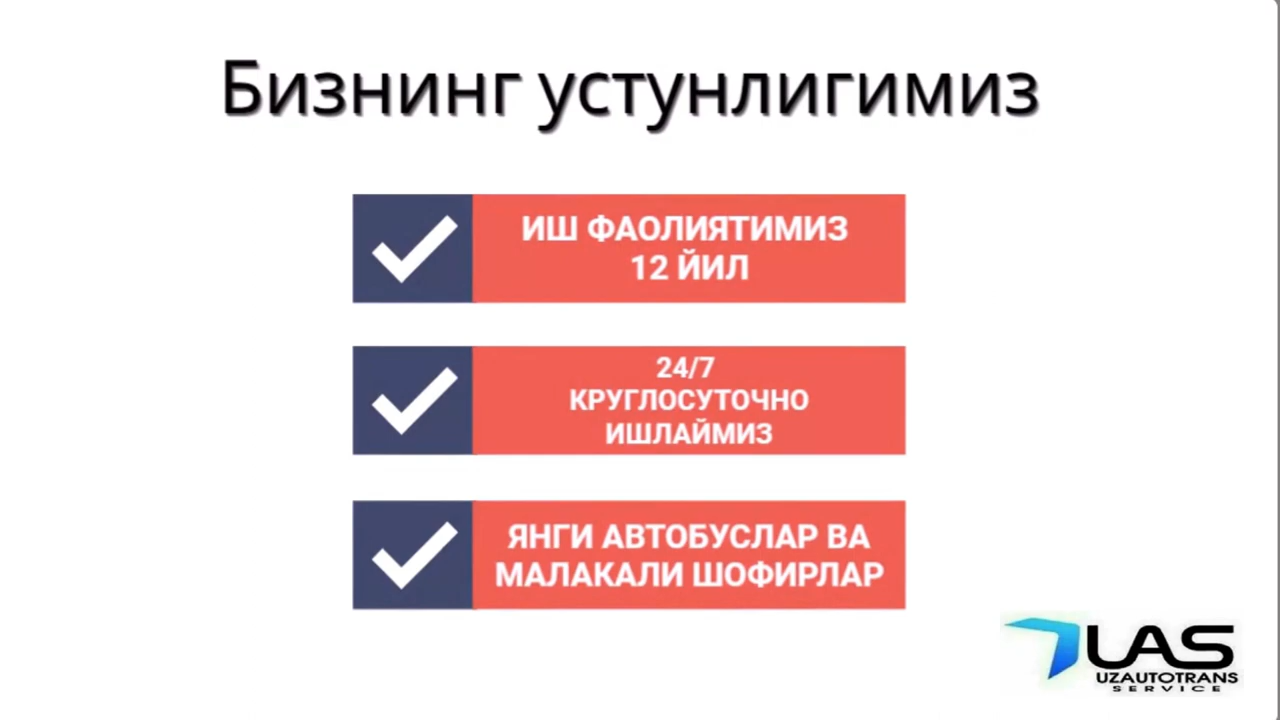 Бизнинг устунлигимиз
ИШ ФАОЛИЯТИМИЗ
12 ЙИЛ
24/7
КРУГЛОСУТОЧНО
ИШЛАЙМИЗ
ЯНГИ АВТОБУСЛАР ВА
МАЛАКАЛИ ШОФИРЛАР
UAS
UZAUTOTRANS
SERVICE